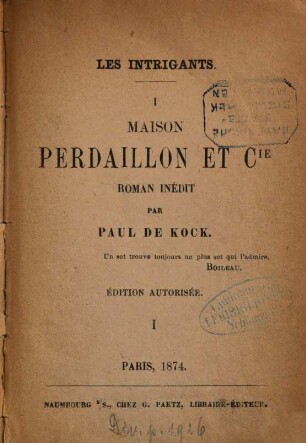 LES INTRIGANTS.
I
MAISON
PERDAILLON ET CIE
ROMAN INÉDIT
PAR
PAUL DE KOCK.
Un sot trouve toujours un plus sot qui l'admire.
BOILEAU.
ÉDITION AUTORISÉE.
I
PARIS, 1874.
NAUMBOURG s/S., CHEZ G. PAETZ, LIBRAIRE-ÉDITEUR.